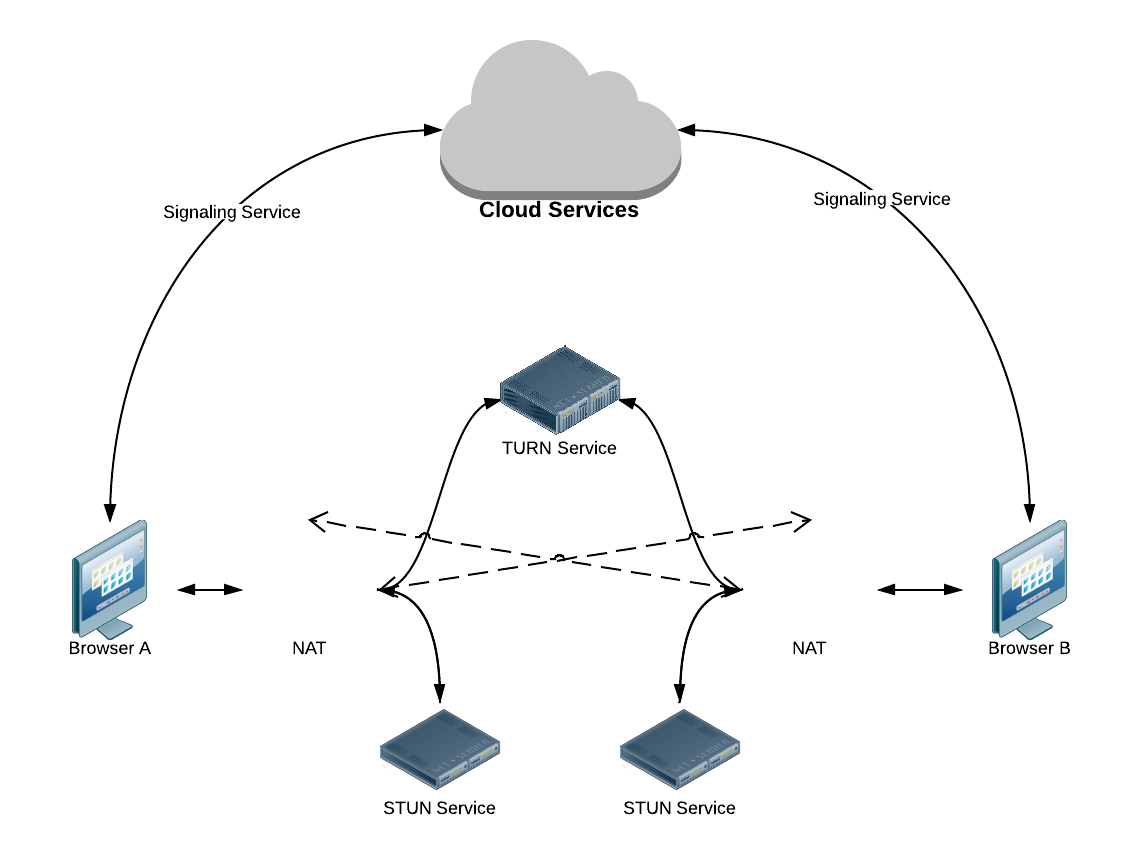 Cloud Services
Signaling Service
Signaling Service
TURN Service
Browser A
NAT
NAT
Browser B
STUN Service
STUN Service